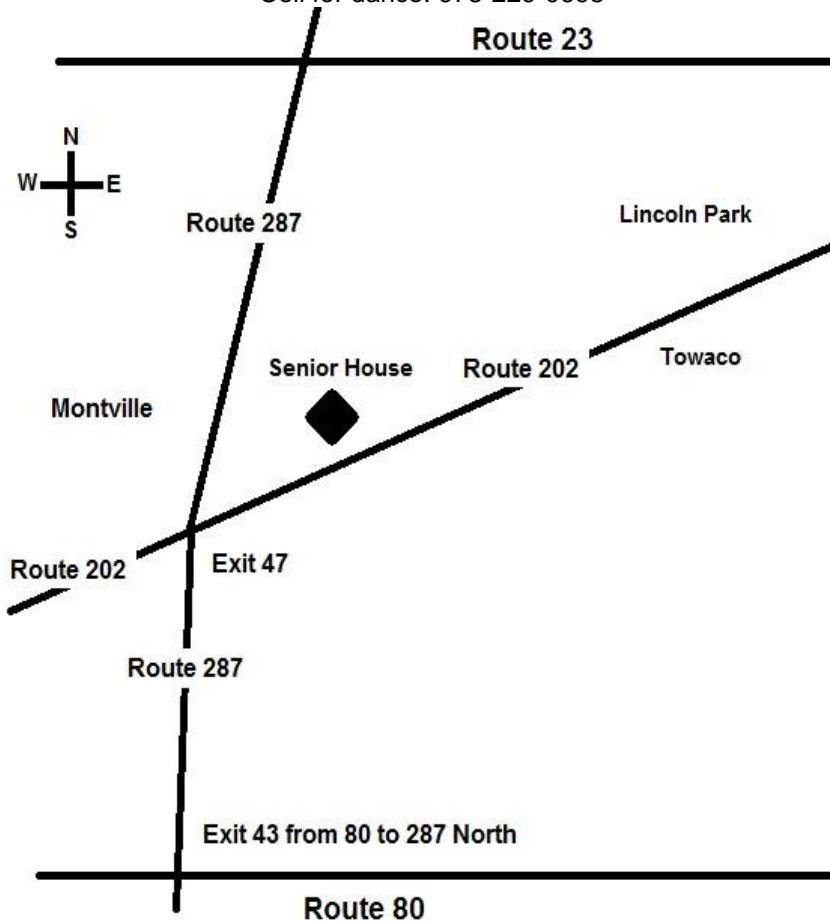 Route 23
N
W E
S
Route 287
Lincoln Park
Senior House
Route 202
Towaco
Montville
Route 202
Exit 47
Route 287
Exit 43 from 80 to 287 North
Route 80